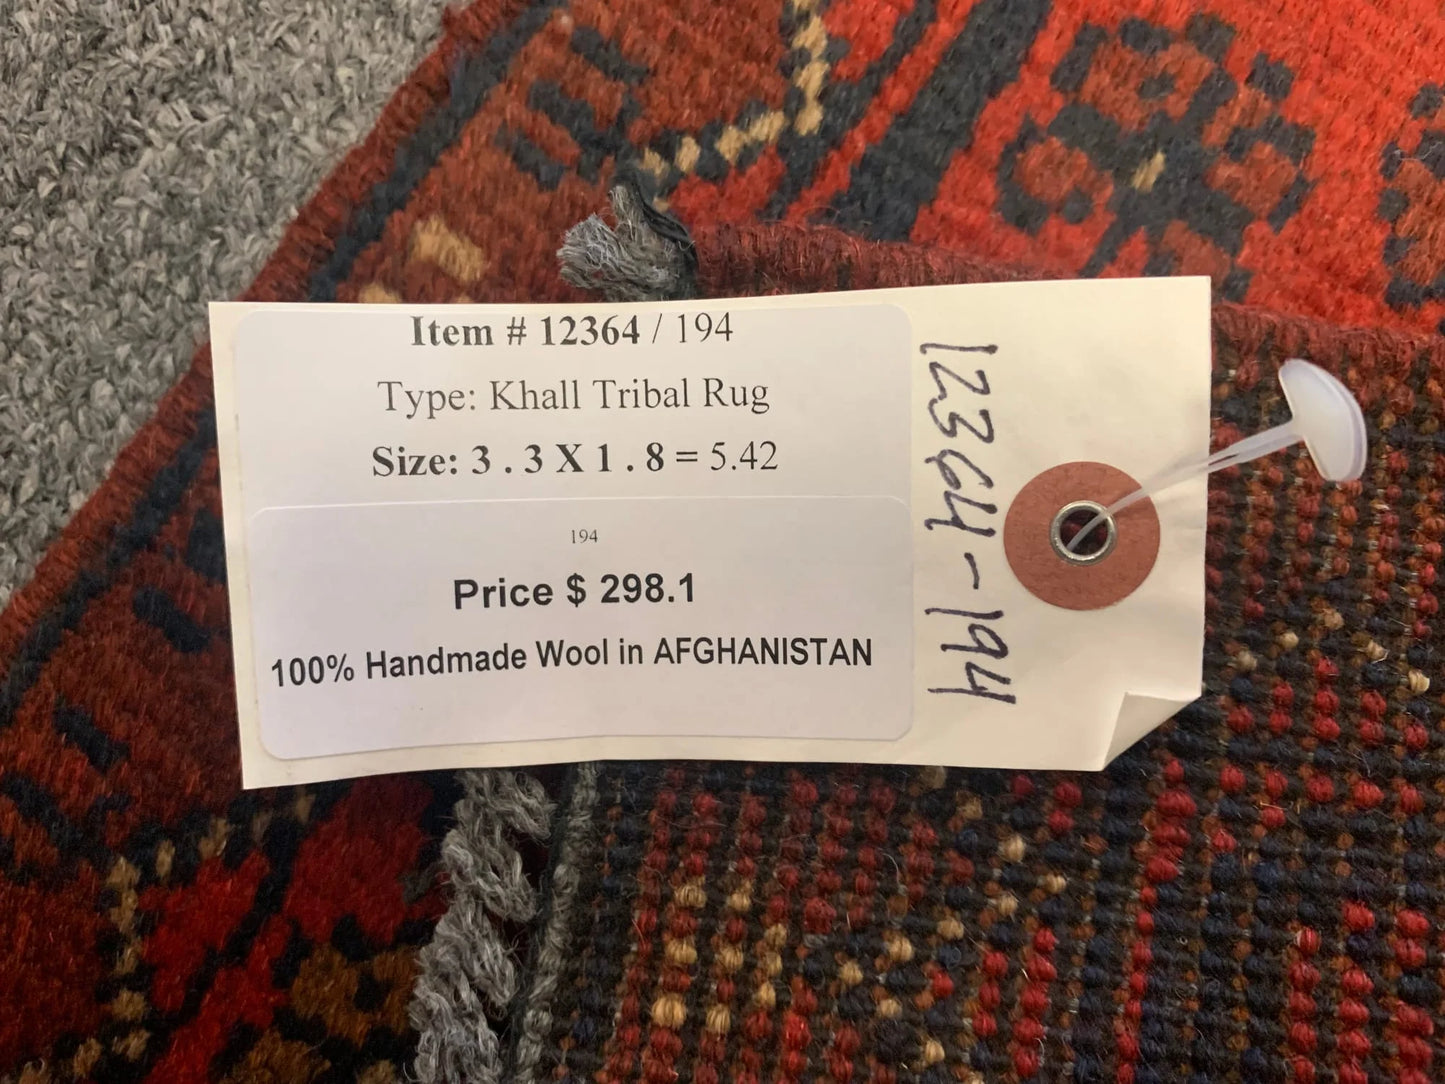 Item # 12364 / 194
Type: Khall Tribal Rug
Size: 3 . 3 X 1 . 8 = 5.42
194
Price $ 298.1
100% Handmade Wool in AFGHANISTAN
12364-194